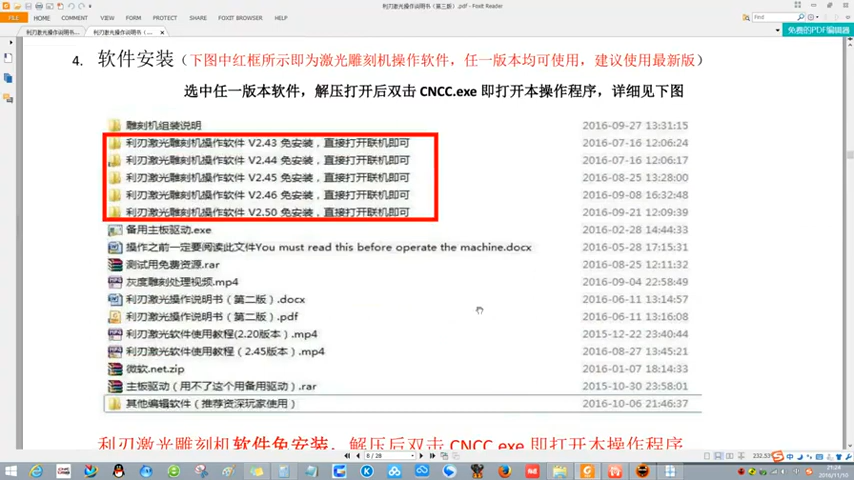 利刃激光操作说明书（第三版）.pdf - Foxit Reader
FILE HOME COMMENT VIEW FORM PROTECT SHARE FOXIT BROWSER HELP
Find
利刃激光操作说明书...
利刃激光操作说明书（...
免费的PDF编辑器
4. 软件安装（下图中红框所示即为激光雕刻机操作软件，任一版本均可使用，建议使用最新版）
选中任一版本软件，解压打开后双击 CNCC.exe 即打开本操作程序，详细见下图
雕刻机组装说明 2016-09-27 13:31:15
利刃激光雕刻机操作软件 V2.43 免安装，直接打开联机即可 2016-07-16 12:06:24
利刃激光雕刻机操作软件 V2.44 免安装，直接打开联机即可 2016-07-16 12:06:17
利刃激光雕刻机操作软件 V2.45 免安装，直接打开联机即可 2016-08-25 13:28:00
利刃激光雕刻机操作软件 V2.46 免安装，直接打开联机即可 2016-09-08 16:32:48
利刃激光雕刻机操作软件 V2.50 免安装，直接打开联机即可 2016-09-21 12:09:39
备用主板驱动.exe 2016-02-28 14:44:33
操作之前一定要阅读此文件You must read this before operate the machine.docx 2016-05-28 17:15:31
测试用免费资源.rar 2016-08-25 12:11:32
灰度雕刻处理视频.mp4 2016-09-04 22:58:49
利刃激光操作说明书（第二版）.docx 2016-06-11 13:14:57
利刃激光操作说明书（第二版）.pdf 2016-06-11 13:16:08
利刃激光软件使用教程(2.20版本）.mp4 2015-12-22 23:40:44
利刃激光软件使用教程（2.45版本）.mp4 2016-08-27 13:45:21
微软.net.zip 2016-01-07 18:14:33
主板驱动（用不了这个用备用驱动）.rar 2015-10-30 23:58:01
其他编辑软件（推荐资深玩家使用） 2016-10-06 21:46:37
利刃激光雕刻机软件免安装，解压后双击 CNCC.exe 即打开本操作程序
8 / 28
21:24
2016/11/10